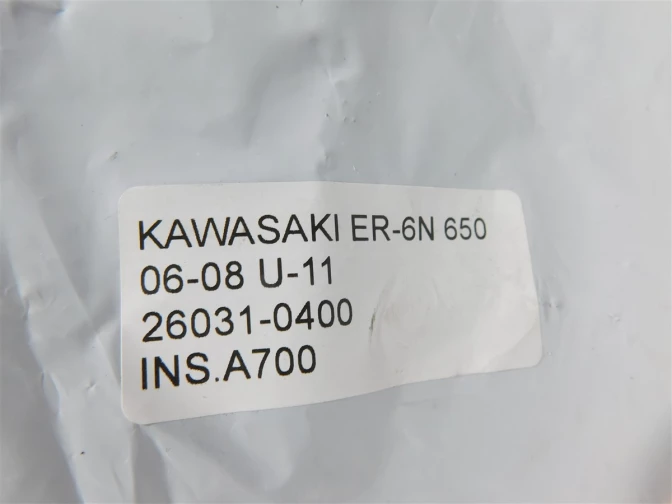 KAWASAKI ER-6N 650
06-08 U-11
26031-0400
INS.A700